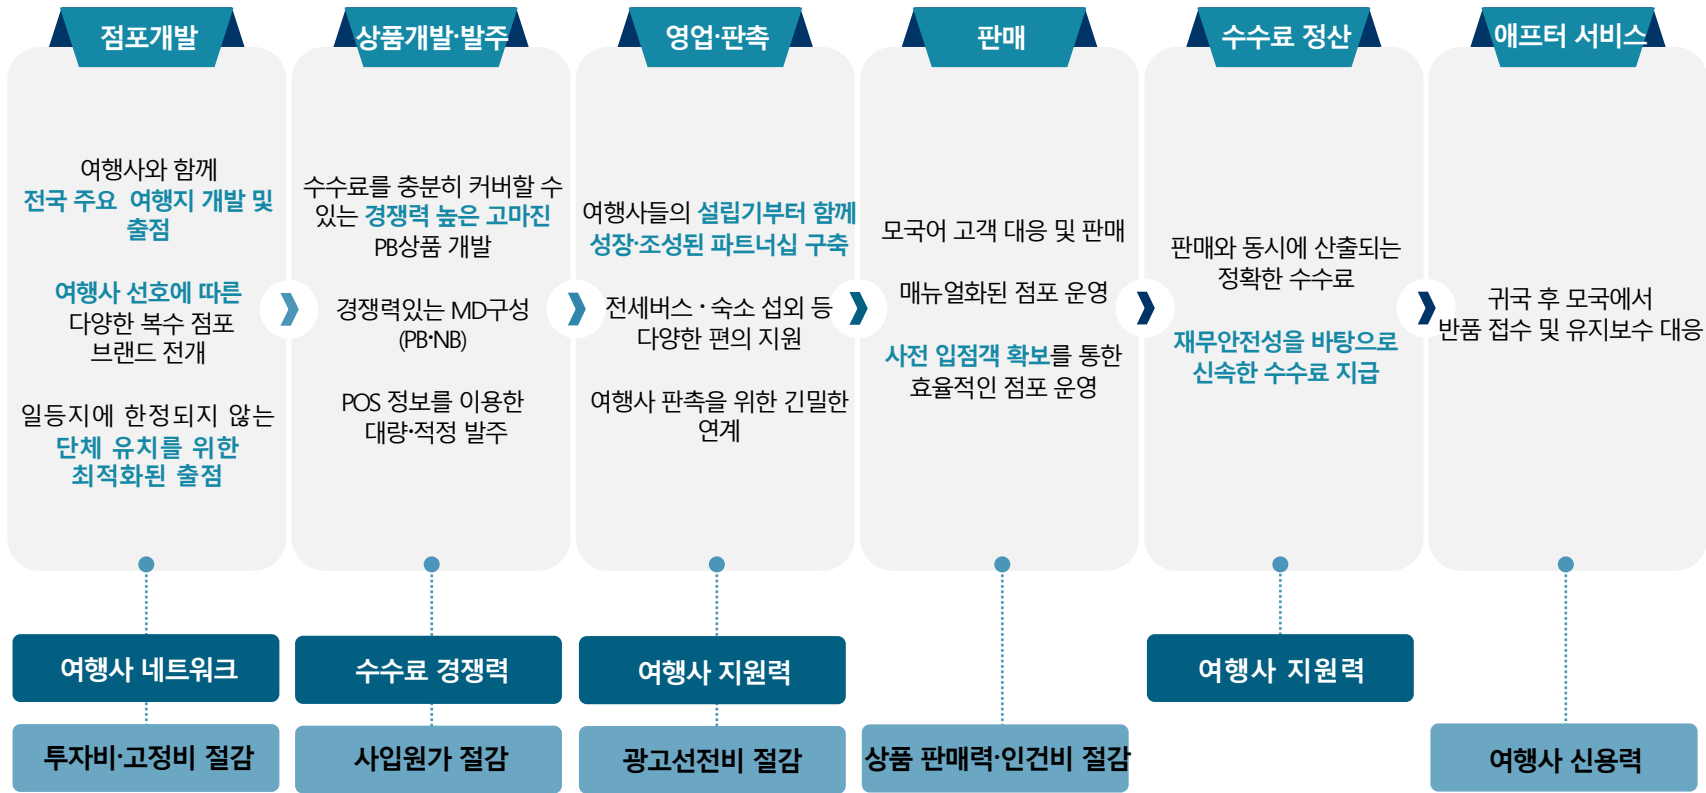 점포개발
여행사와 함께
전국 주요 여행지 개발 및
출점
여행사 선호에 따른
다양한 복수 점포
브랜드 전개
일등지에 한정되지 않는
단체 유치를 위한
최적화된 출점
여행사 네트워크
투자비·고정비 절감
상품개발·발주
수수료를 충분히 커버할 수
있는 경쟁력 높은 고마진
PB상품 개발
경쟁력있는 MD구성
(PB·NB)
POS 정보를 이용한
대량·적정 발주
수수료 경쟁력
사입원가 절감
영업·판촉
여행사들의 설립기부터 함께
성장·조성된 파트너십 구축
전세버스·숙소 섭외 등
다양한 편의 지원
여행사 판촉을 위한 긴밀한
연계
여행사 지원력
광고선전비 절감
판매
모국어 고객 대응 및 판매
매뉴얼화된 점포 운영
사전 입점객 확보를 통한
효율적인 점포 운영
상품 판매력·인건비 절감
수수료 정산
판매와 동시에 산출되는
정확한 수수료
재무안전성을 바탕으로
신속한 수수료 지급
여행사 지원력
애프터 서비스
귀국 후 모국에서
반품 접수 및 유지보수 대응
여행사 신용력